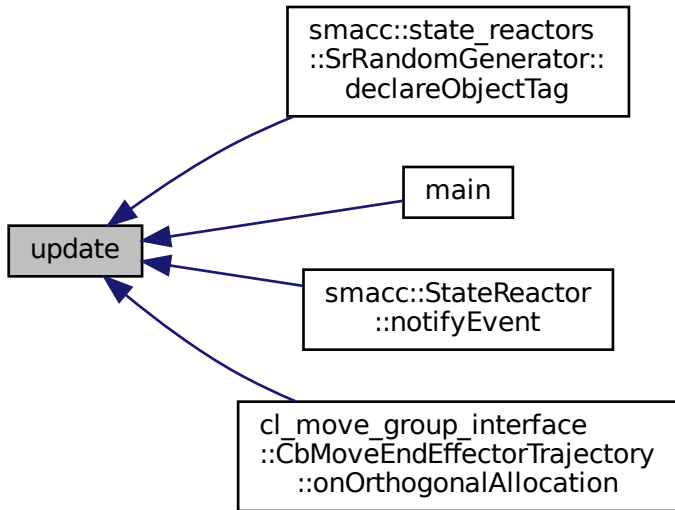 smacc::state_reactors
::SrRandomGenerator::
declareObjectTag
main
update
smacc::StateReactor
::notifyEvent
cl_move_group_interface
::CbMoveEndEffectorTrajectory
::onOrthogonalAllocation